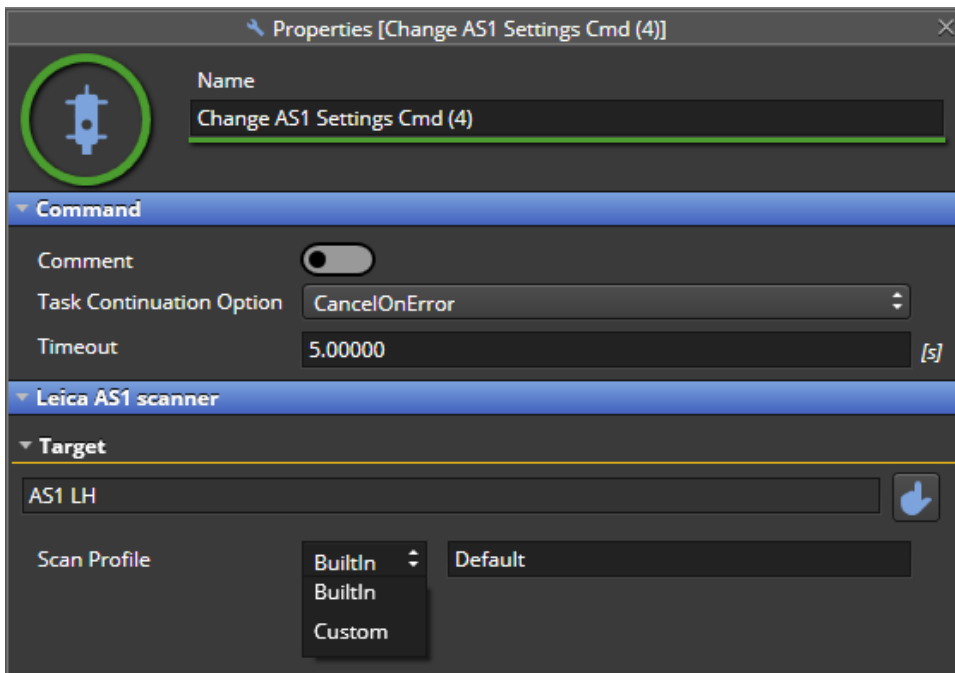 Properties [Change AS1 Settings Cmd (4)]
Name
Change AS1 Settings Cmd (4)
Command
Comment
Task Continuation Option CancelOnError
Timeout 5.00000 [s]
Leica AS1 scanner
Target
AS1 LH
Scan Profile BuiltIn Default
BuiltIn
Custom